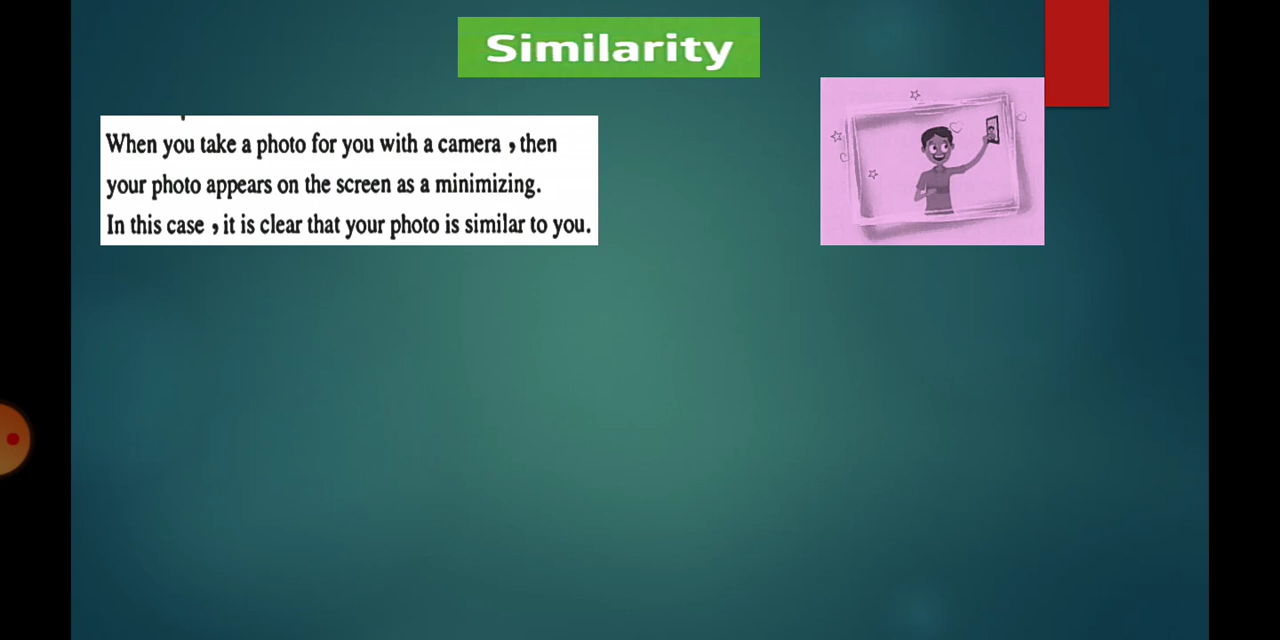 Similarity
When you take a photo for you with a camera , then
your photo appears on the screen as a minimizing.
In this case , it is clear that your photo is similar to you.